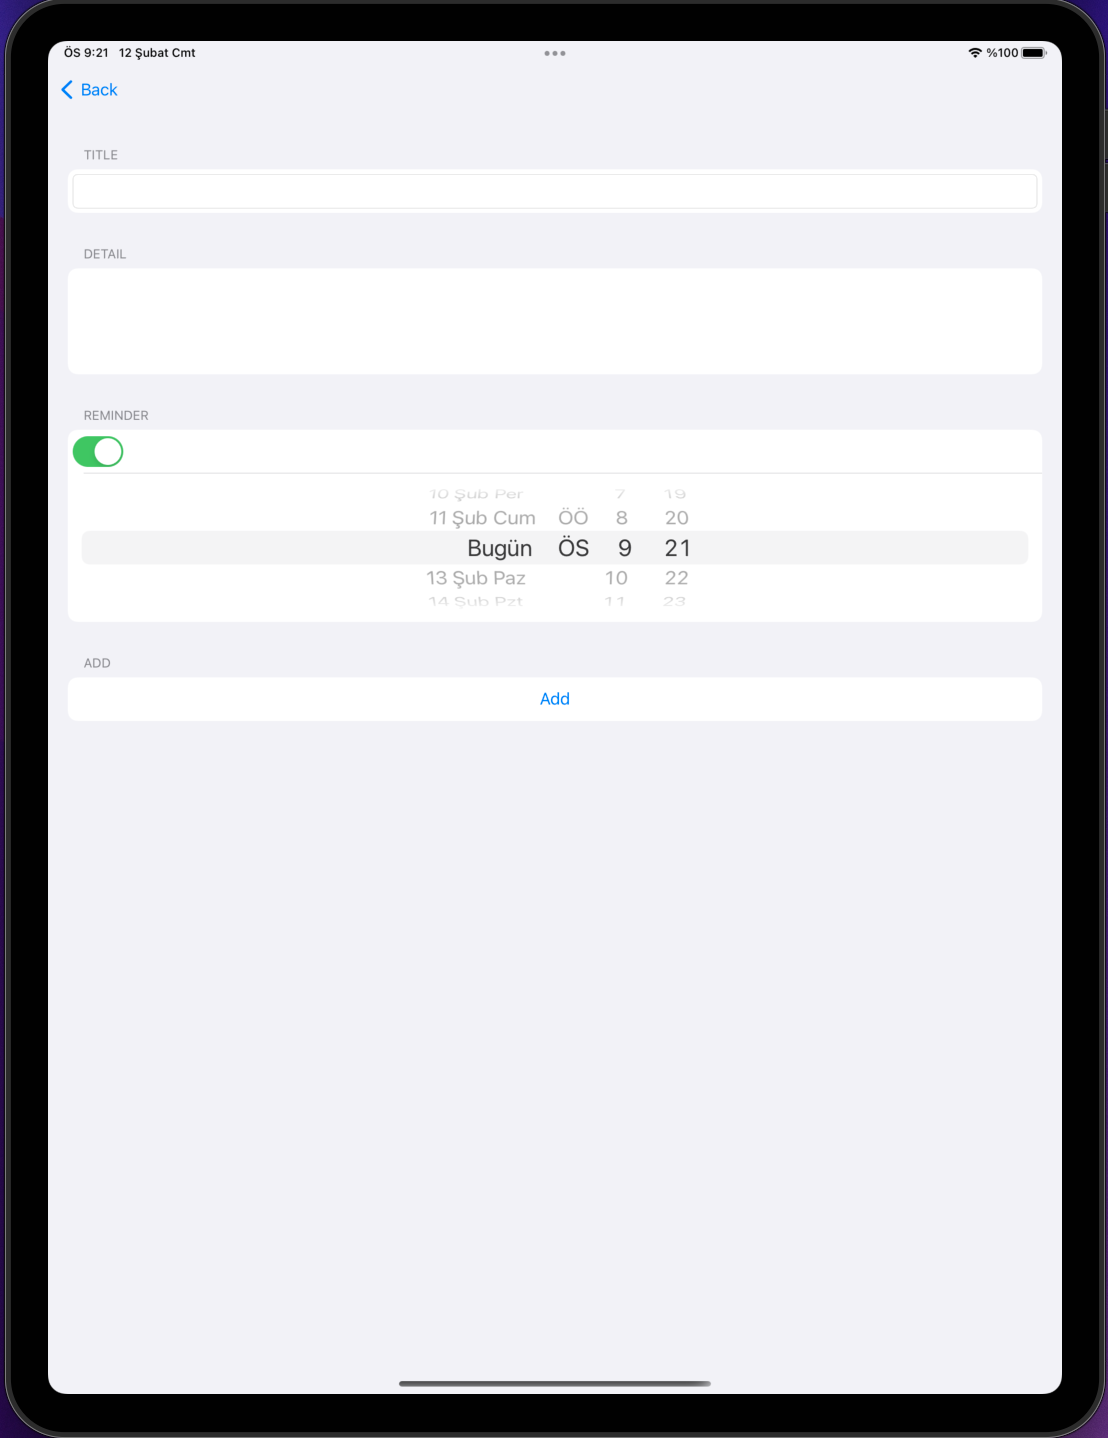 ÖS 9:21 12 Şubat Cmt %100
Back
TITLE
DETAIL
REMINDER
10 Şub Per 7 19
11 Şub Cum ÖÖ 8 20
Bugün ÖS 9 21
13 Şub Paz 10 22
14 Şub Pzt 11 23
ADD
Add